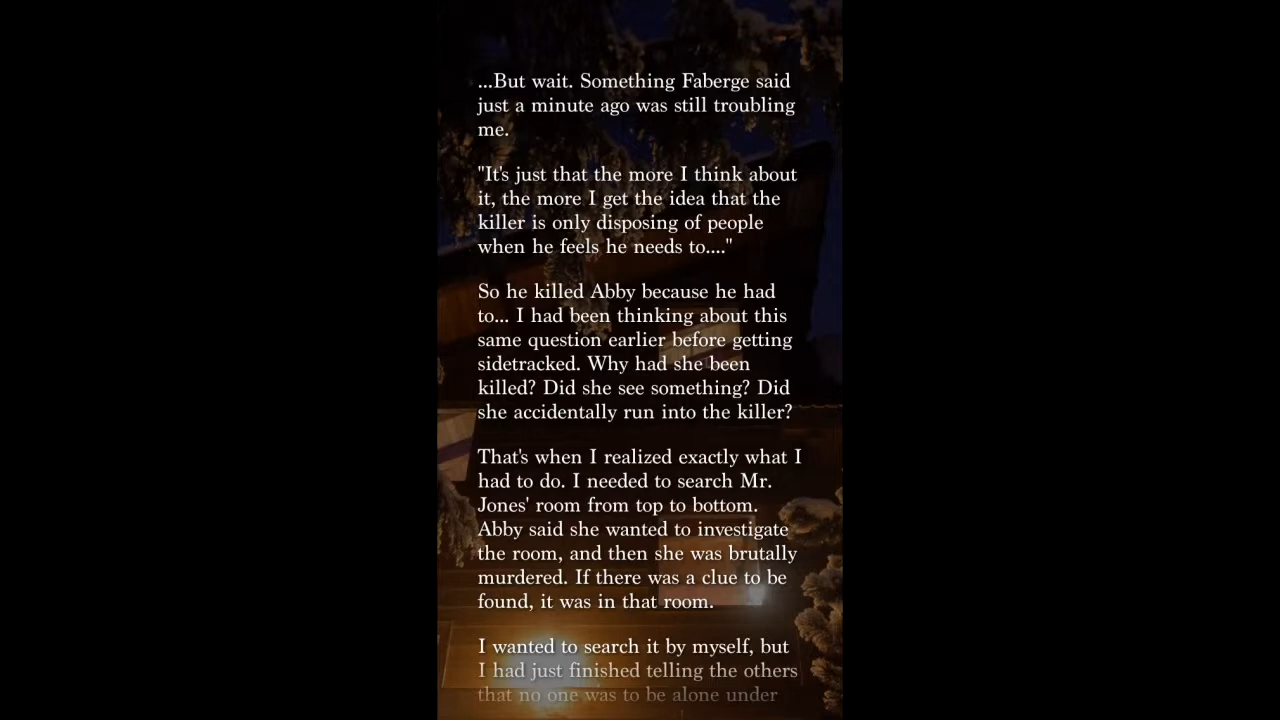 ...But wait. Something Faberge said
just a minute ago was still troubling
me.
"It's just that the more I think about
it, the more I get the idea that the
killer is only disposing of people
when he feels he needs to...."
So he killed Abby because he had
to... I had been thinking about this
same question earlier before getting
sidetracked. Why had she been
killed? Did she see something? Did
she accidentally run into the killer?
That's when I realized exactly what I
had to do. I needed to search Mr.
Jones' room from top to bottom.
Abby said she wanted to investigate
the room, and then she was brutally
murdered. If there was a clue to be
found, it was in that room.
I wanted to search it by myself, but
I had just finished telling the others
that no one was to be alone under